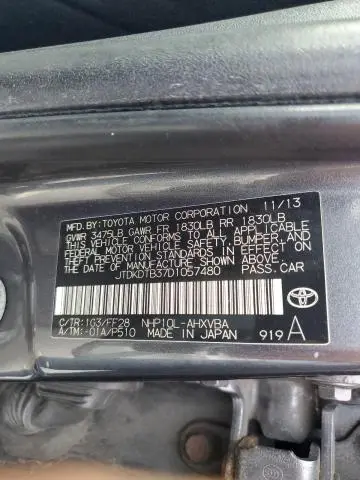 MFD.BY:TOYOTA MOTOR CORPORATION 11/13
GVWR 3475LB GAWR FR 1830LB RR 1830LB
THIS VEHICLE CONFORMS TO ALL APPLICABLE
FEDERAL MOTOR VEHICLE SAFETY, BUMPER, AND
THEFT PREVENTION STANDARDS IN EFFECT ON
THE DATE OF MANUFACTURE SHOWN ABOVE.
JTDKDTB37D1057480 PASS.CAR
C/TR:1G3/FF28 NHP10L-AHXVBA
A/TM:-01A/P510 MADE IN JAPAN 919 A